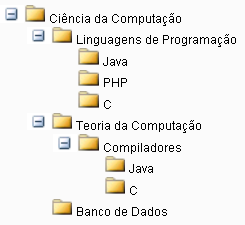 Ciência da Computação
Linguagens de Programação
Java
PHP
C
Teoria da Computação
Compiladores
Java
C
Banco de Dados